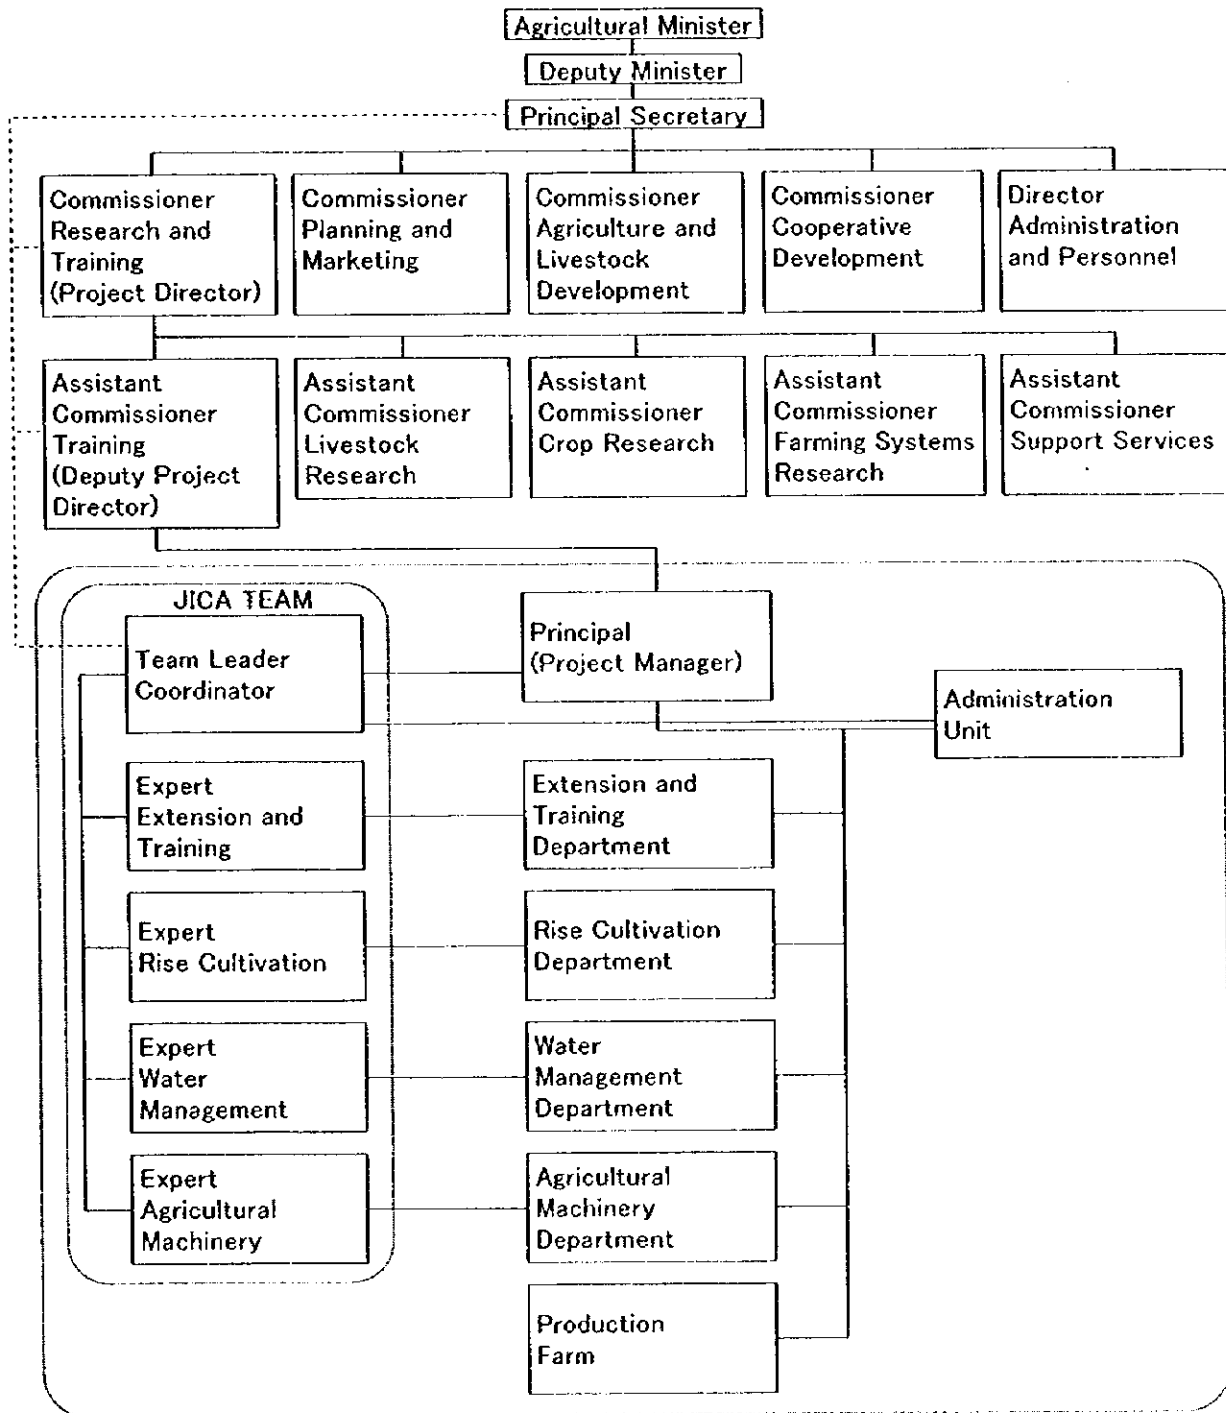 Agricultural Minister
Deputy Minister
Principal Secretary
Commissioner
Research and
Training
(Project Director)
Commissioner
Planning and
Marketing
Commissioner
Agriculture and
Livestock
Development
Commissioner
Cooperative
Development
Director
Administration
and Personnel
Assistant
Commissioner
Training
(Deputy Project
Director)
Assistant
Commissioner
Livestock
Research
Assistant
Commissioner
Crop Research
Assistant
Commissioner
Farming Systems
Research
Assistant
Commissioner
Support Services
JICA TEAM
Team Leader
Coordinator
Principal
(Project Manager)
Administration
Unit
Expert
Extension and
Training
Extension and
Training
Department
Expert
Rise Cultivation
Rise Cultivation
Department
Expert
Water
Management
Water
Management
Department
Expert
Agricultural
Machinery
Agricultural
Machinery
Department
Production
Farm